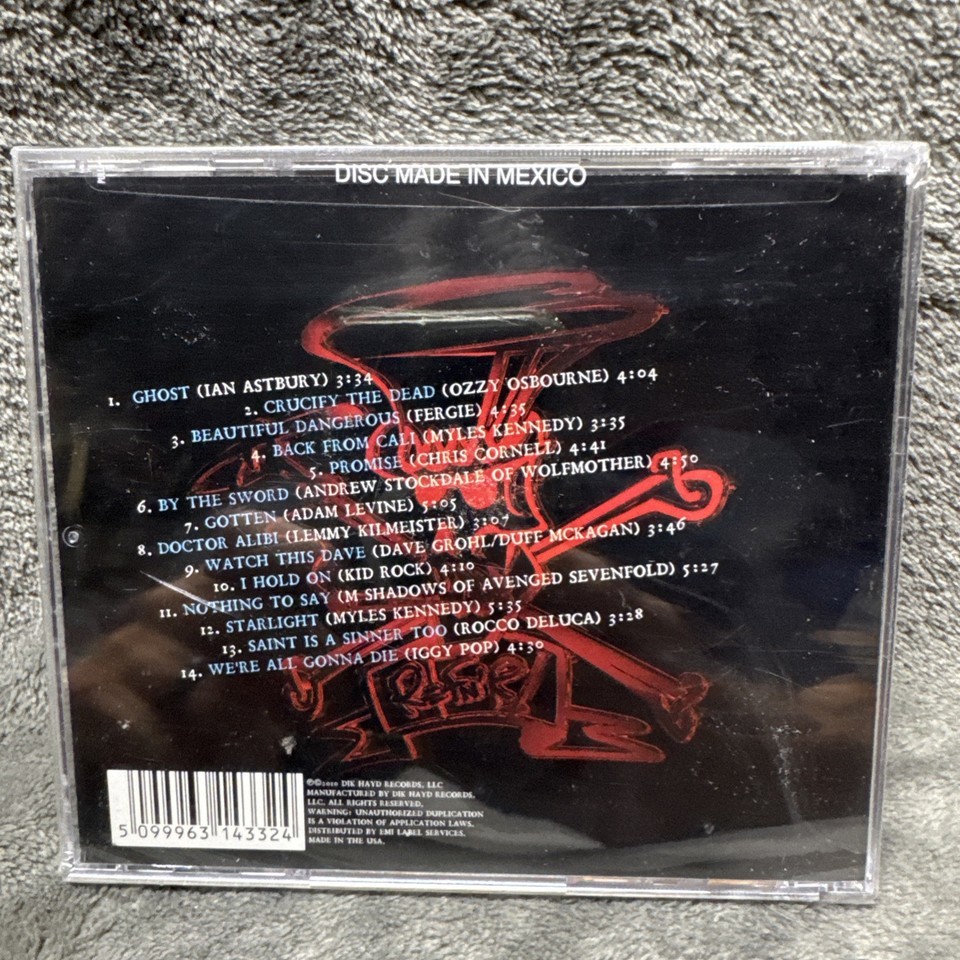 DISC MADE IN MEXICO
1. GHOST (IAN ASTBURY) 3:34
2. CRUCIFY THE DEAD (OZZY OSBOURNE) 4:04
3. BEAUTIFUL DANGEROUS (FERGIE) 4:35
4. BACK FROM CALI (MYLES KENNEDY) 3:35
5. PROMISE (CHRIS CORNELL) 4:41
6. BY THE SWORD (ANDREW STOCKDALE OF WOLFMOTHER) 4:50
7. GOTTEN (ADAM LEVINE) 5:05
8. DOCTOR ALIBI (LEMMY KILMEISTER) 3:07
9. WATCH THIS DAVE (DAVE GROHL/DUFF MCKAGAN) 3:46
10. I HOLD ON (KID ROCK) 4:10
11. NOTHING TO SAY (M SHADOWS OF AVENGED SEVENFOLD) 5:27
12. STARLIGHT (MYLES KENNEDY) 5:35
13. SAINT IS A SINNER TOO (ROCCO DELUCA) 3:28
14. WE'RE ALL GONNA DIE (IGGY POP) 4:30
℗©2010 DIK HAYD RECORDS, LLC
MANUFACTURED BY DIK HAYD RECORDS,
LLC. ALL RIGHTS RESERVED.
WARNING: UNAUTHORIZED DUPLICATION
IS A VIOLATION OF APPLICATION LAWS.
DISTRIBUTED BY EMI LABEL SERVICES.
MADE IN THE USA.
5 099963 143324